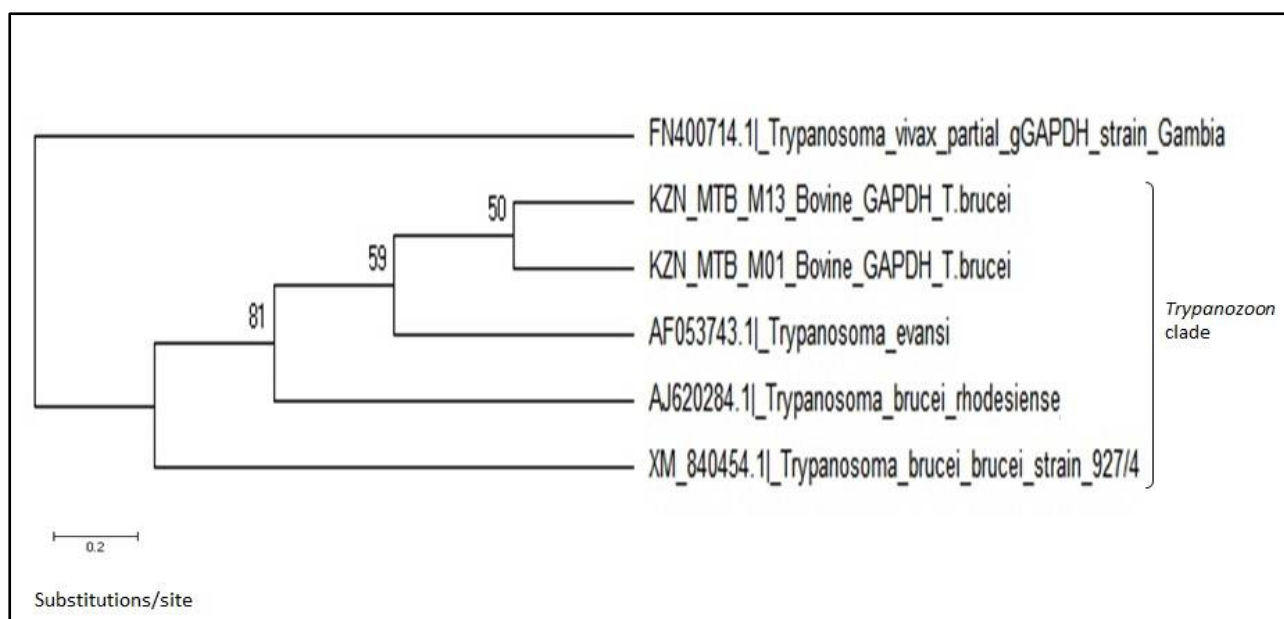 FN400714.1|_Trypanosoma_vivax_partial_gGAPDH_strain_Gambia
50
KZN_MTB_M13_Bovine_GAPDH_T.brucei
59
KZN_MTB_M01_Bovine_GAPDH_T.brucei
81
AF053743.1|_Trypanosoma_evansi
AJ620284.1|_Trypanosoma_brucei_rhodesiense
XM_840454.1|_Trypanosoma_brucei_brucei_strain_927/4
Trypanozoon
clade
0.2
Substitutions/site